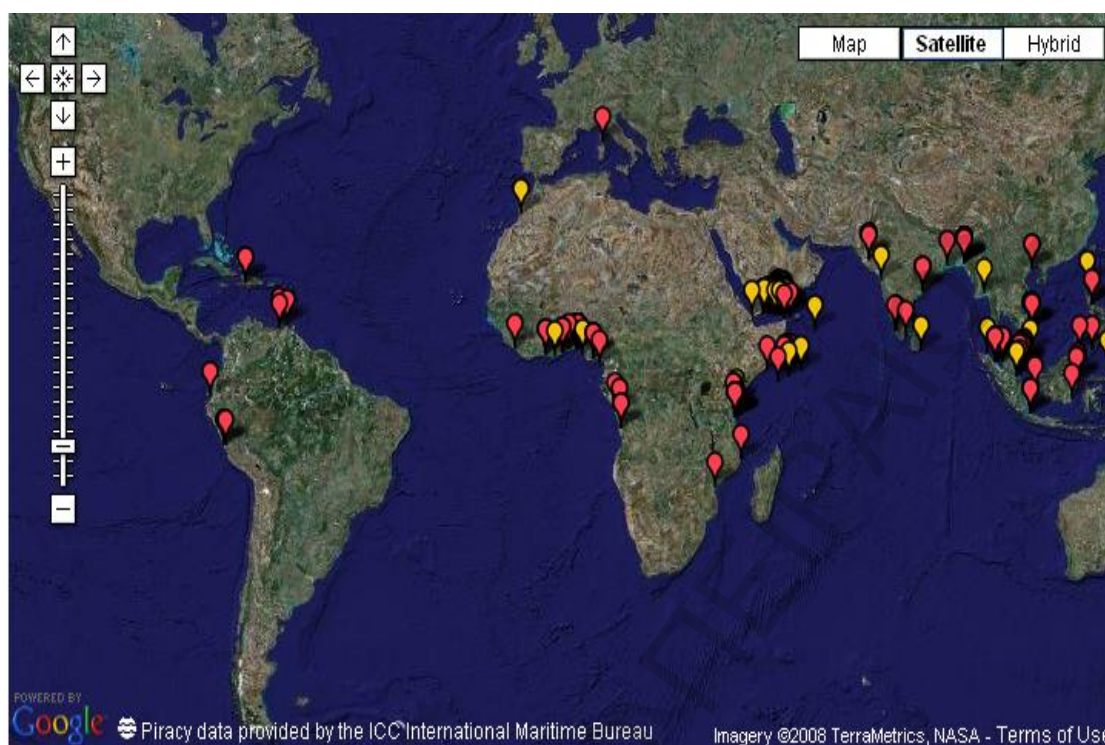 Map Satellite Hybrid
POWERED BY
Google Piracy data provided by the ICC International Maritime Bureau Imagery ©2008 TerraMetrics, NASA - Terms of Use